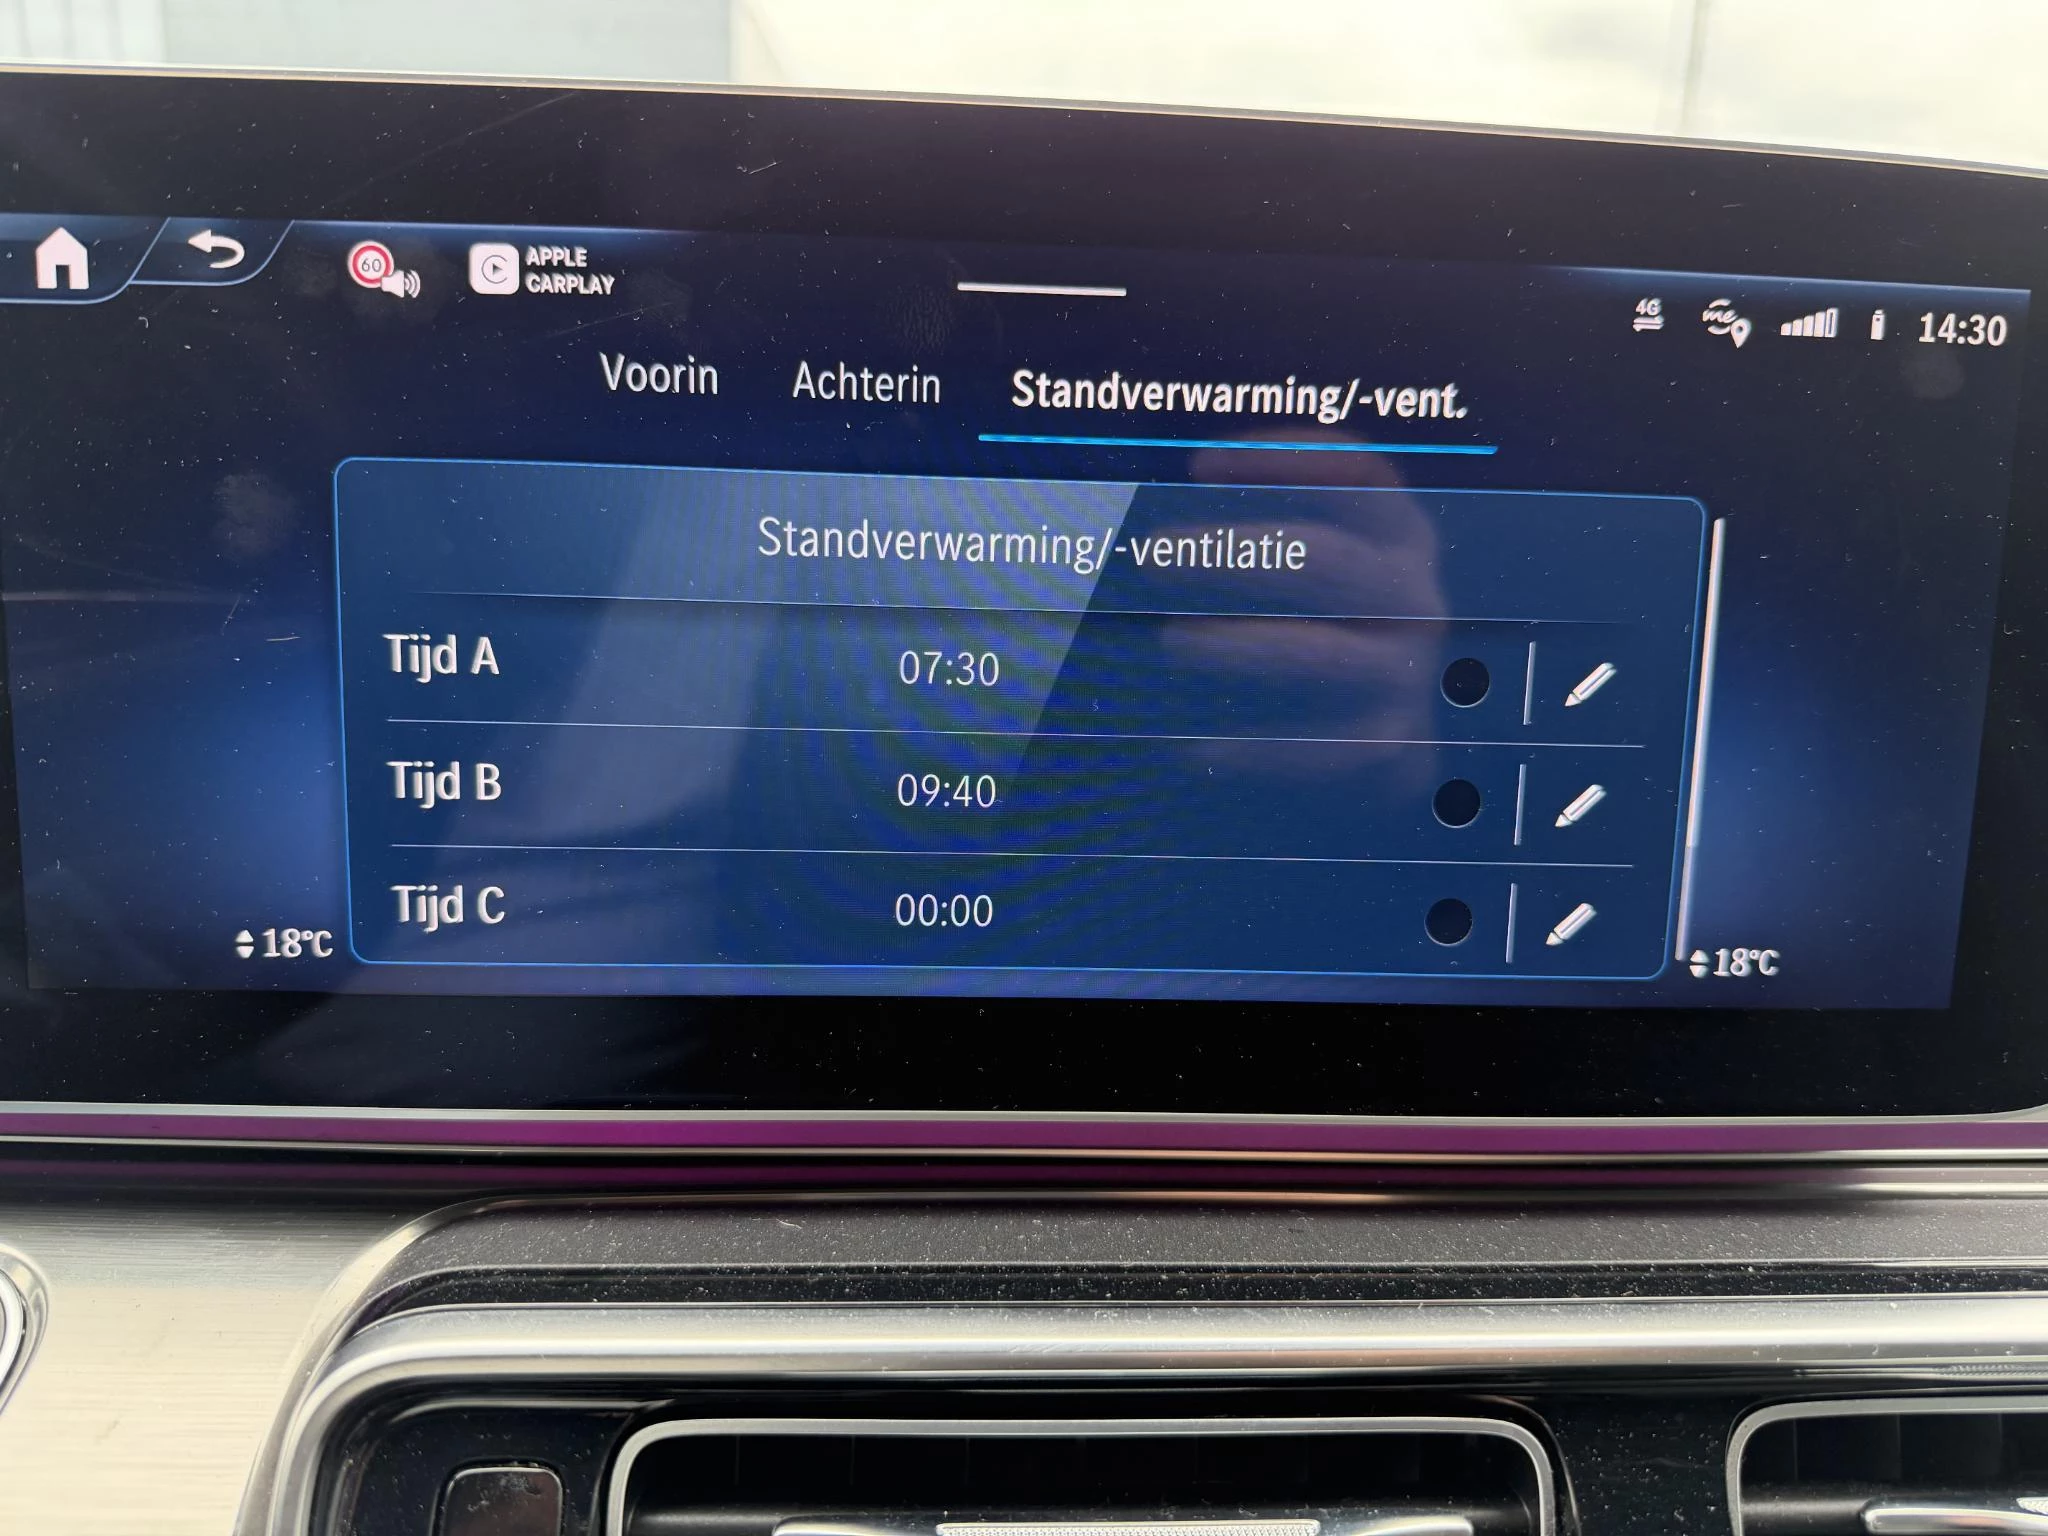 60
APPLE
CARPLAY
4G
me
14:30
Voorin Achterin Standverwarming/-vent.
Standverwarming/-ventilatie
Tijd A 07:30
Tijd B 09:40
Tijd C 00:00
18°C 18°C